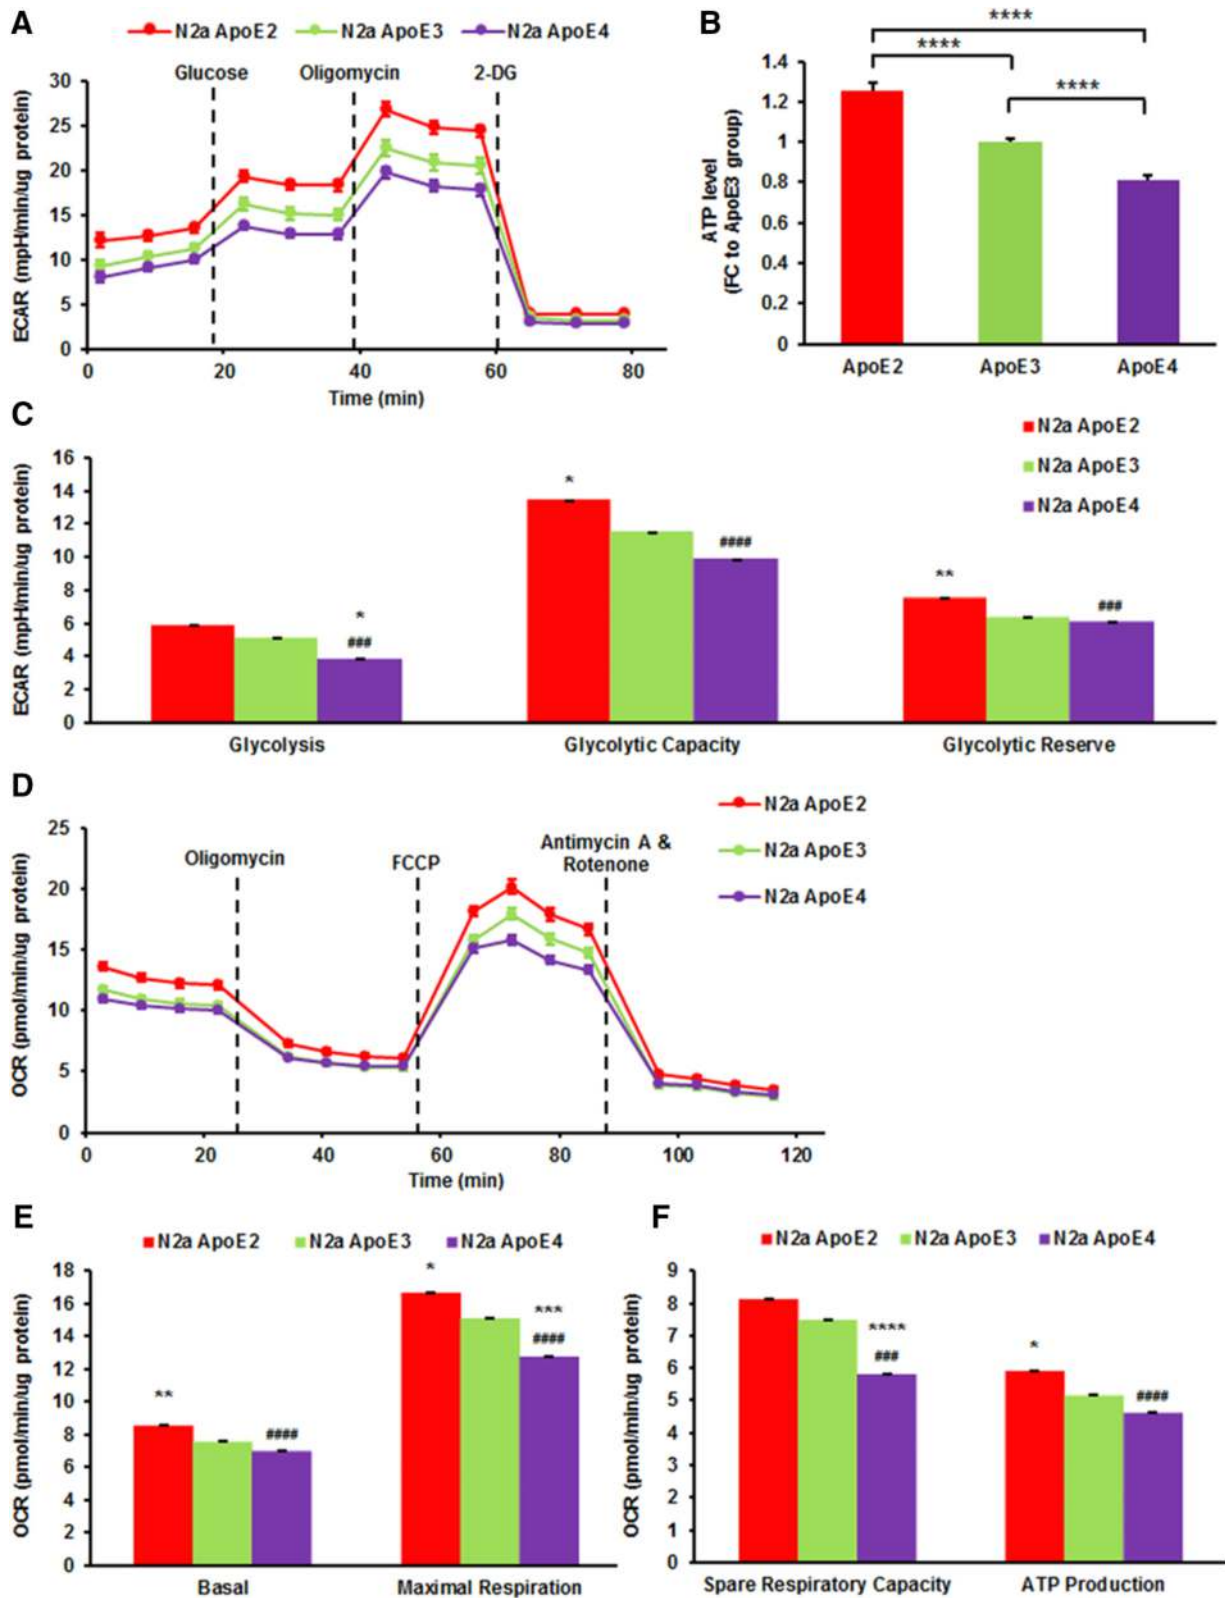 A
N2a ApoE2 N2a ApoE3 N2a ApoE4
Glucose Oligomycin 2-DG
ECAR (mpH/min/ug protein)
30
25
20
15
10
5
0
0 20 40 60 80
Time (min)
B
****
****
****
ATP level
(FC to ApoE3 group)
1.4
1.2
1
0.8
0.6
0.4
0.2
0
ApoE2 ApoE3 ApoE4
C
N2a ApoE2
N2a ApoE3
N2a ApoE4
ECAR (mpH/min/ug protein)
16
14
12
10
8
6
4
2
0
*
###
*
####
**
###
Glycolysis Glycolytic Capacity Glycolytic Reserve
D
N2a ApoE2
N2a ApoE3
N2a ApoE4
Oligomycin FCCP Antimycin A &
Rotenone
OCR (pmol/min/ug protein)
25
20
15
10
5
0
0 20 40 60 80 100 120
Time (min)
E
N2a ApoE2 N2a ApoE3 N2a ApoE4
OCR (pmol/min/ug protein)
18
16
14
12
10
8
6
4
2
0
**
####
*
***
####
Basal Maximal Respiration
F
N2a ApoE2 N2a ApoE3 N2a ApoE4
OCR (pmol/min/ug protein)
9
8
7
6
5
4
3
2
1
0
****
###
*
####
Spare Respiratory Capacity ATP Production